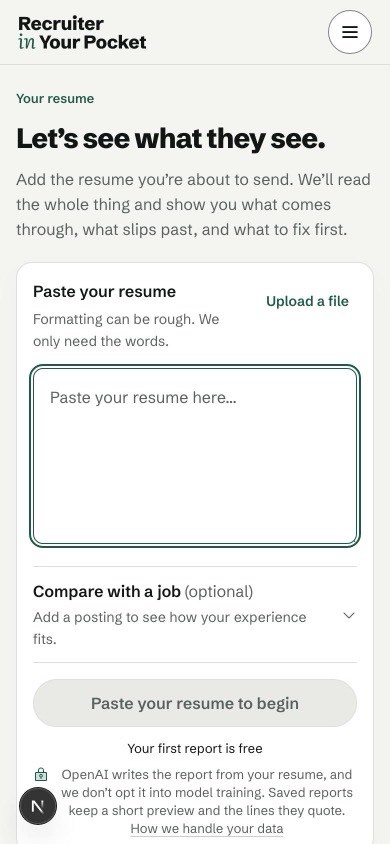 Recruiter
in Your Pocket
Your resume
Let’s see what they see.
Add the resume you’re about to send. We’ll read
the whole thing and show you what comes
through, what slips past, and what to fix first.
Paste your resume
Upload a file
Formatting can be rough. We
only need the words.
Paste your resume here...
Compare with a job (optional)
Add a posting to see how your experience
fits.
Paste your resume to begin
Your first report is free
OpenAI writes the report from your resume, and
we don’t opt it into model training. Saved reports
keep a short preview and the lines they quote.
How we handle your data
N